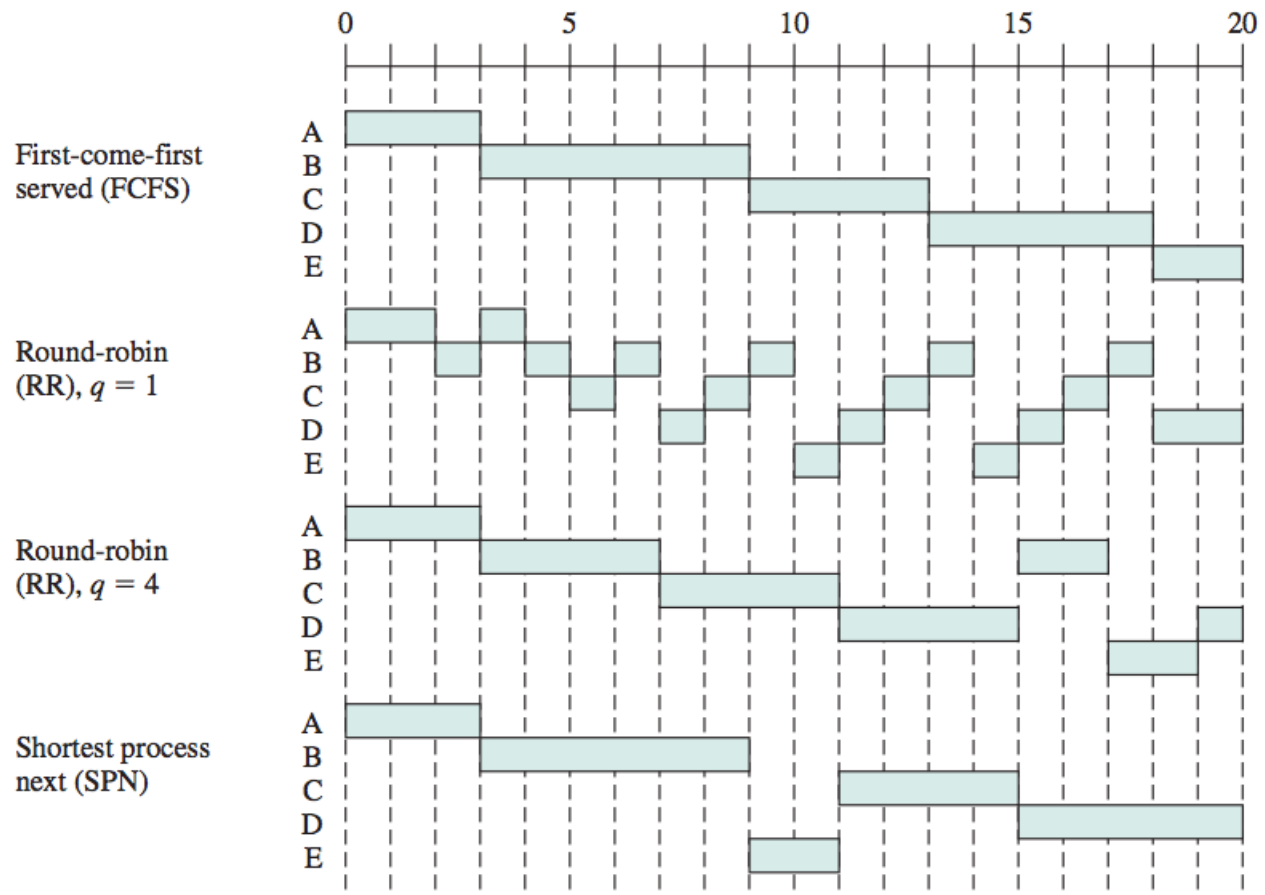 0 5 10 15 20
First-come-first
served (FCFS)
A
B
C
D
E
Round-robin
(RR), q = 1
A
B
C
D
E
Round-robin
(RR), q = 4
A
B
C
D
E
Shortest process
next (SPN)
A
B
C
D
E